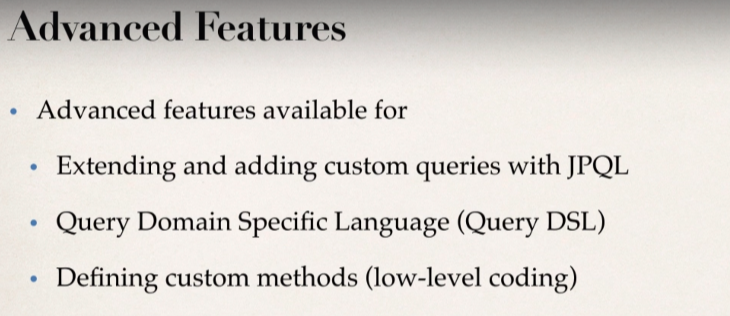 Advanced Features
• Advanced features available for
• Extending and adding custom queries with JPQL
• Query Domain Specific Language (Query DSL)
• Defining custom methods (low-level coding)